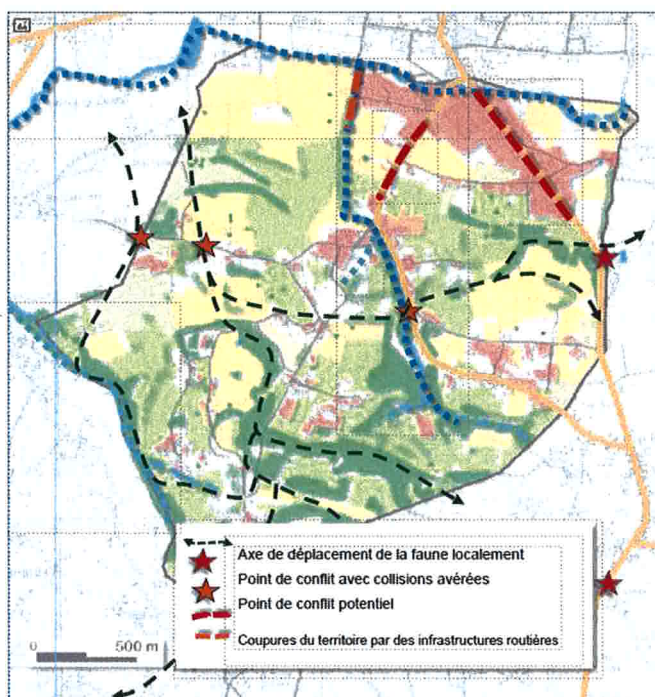 Axe de déplacement de la faune localement
Point de conflit avec collisions avérées
Point de conflit potentiel
Coupures du territoire par des infrastructures routières
0 500 m